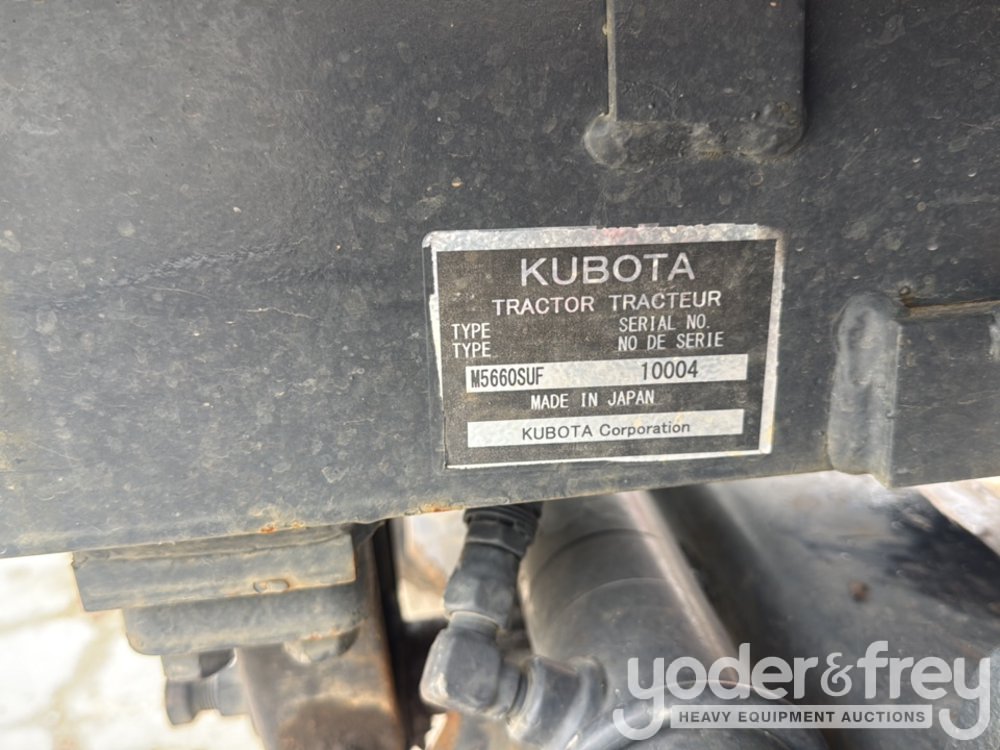 KUBOTA
TRACTOR TRACTEUR
TYPE SERIAL NO.
TYPE NO DE SERIE
M5660SUF 10004
MADE IN JAPAN
KUBOTA Corporation
yoder&frey
HEAVY EQUIPMENT AUCTIONS